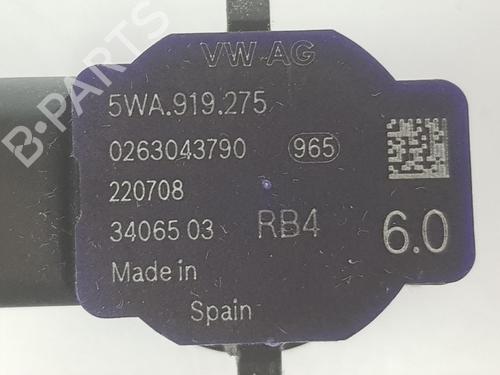 VW AG
5WA.919.275
0263043790 965
220708
34065 03 RB4 6.0
Made in
Spain
B-PARTS